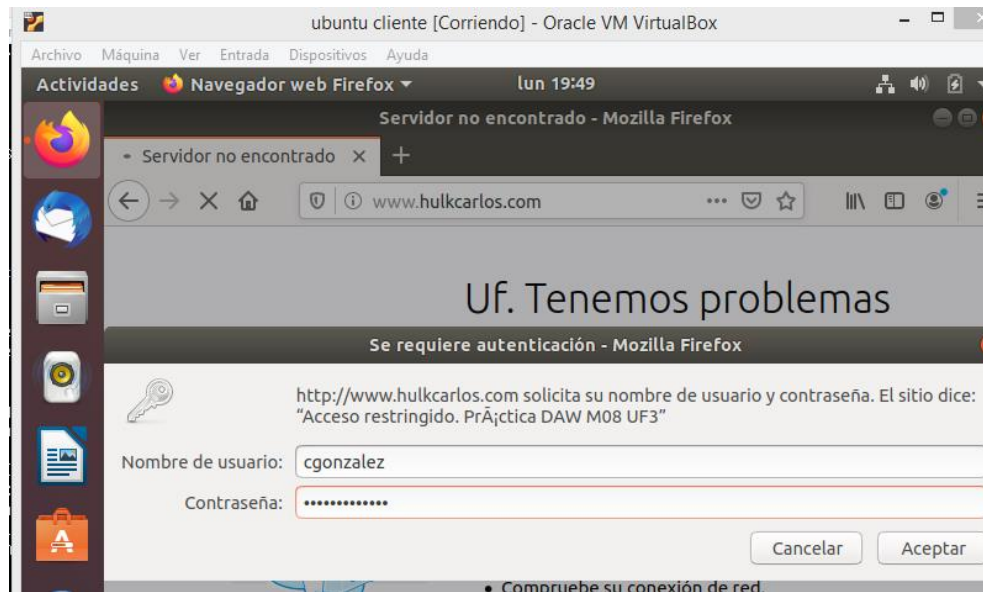 ubuntu cliente [Corriendo] - Oracle VM VirtualBox
Archivo Máquina Ver Entrada Dispositivos Ayuda
Actividades Navegador web Firefox lun 19:49
Servidor no encontrado - Mozilla Firefox
Servidor no encontrado
www.hulkcarlos.com
Uf. Tenemos problemas
Se requiere autenticación - Mozilla Firefox
http://www.hulkcarlos.com solicita su nombre de usuario y contraseña. El sitio dice:
“Acceso restringido. PrÃ¡ctica DAW M08 UF3”
Nombre de usuario: cgonzalez
Contraseña: •••••••••••••
Cancelar Aceptar
• Compruebe su conexión de red.